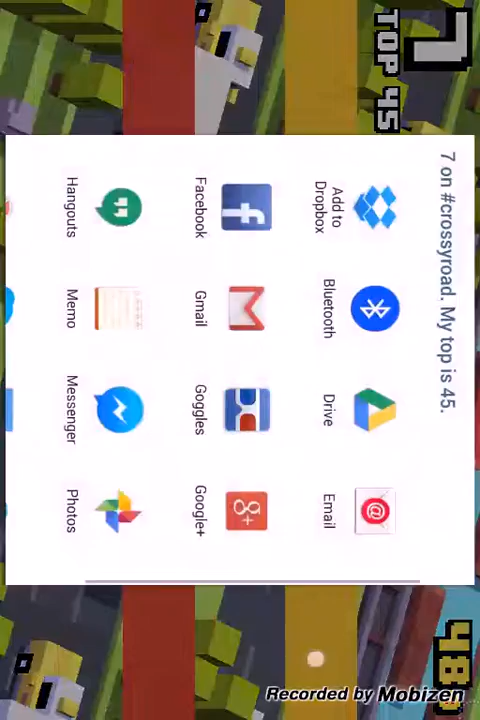 7
TOP 45
48
7 on #crossyroad. My top is 45.
Add to
Dropbox
Bluetooth
Drive
Email
Facebook
Gmail
Goggles
Google+
Hangouts
Memo
Messenger
Photos
Recorded by Mobizen